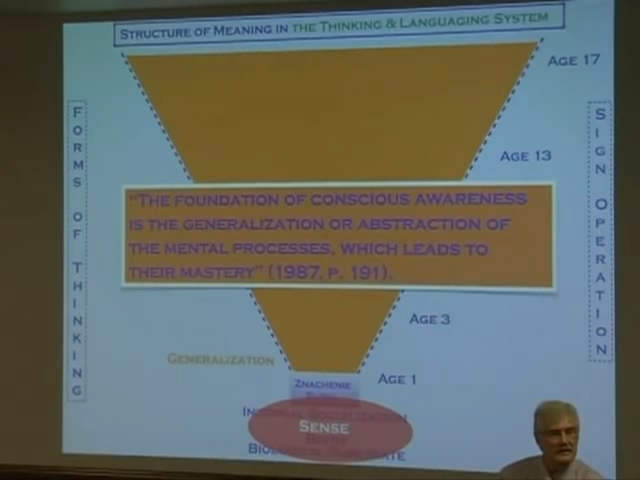 STRUCTURE OF MEANING IN THE THINKING & LANGUAGING SYSTEM
AGE 17
FORMS OF THINKING
SIGN OPERATION
AGE 13
"THE FOUNDATION OF CONSCIOUS AWARENESS
IS THE GENERALIZATION OR ABSTRACTION OF
THE MENTAL PROCESSES, WHICH LEADS TO
THEIR MASTERY" (1987, P. 191).
AGE 3
GENERALIZATION
AGE 1
ZNACHENIE
SENSE